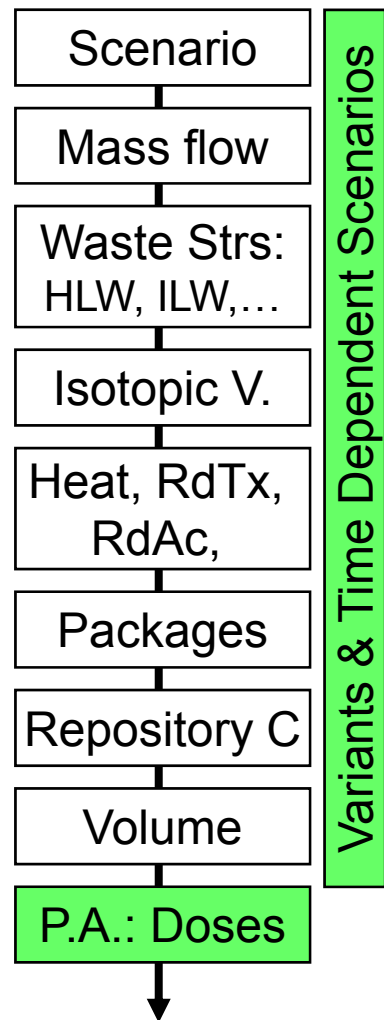 Scenario
Mass flow
Waste Strs:
HLW, ILW,…
Isotopic V.
Heat, RdTx,
RdAc,
Packages
Repository C
Volume
P.A.: Doses
Variants & Time Dependent Scenarios